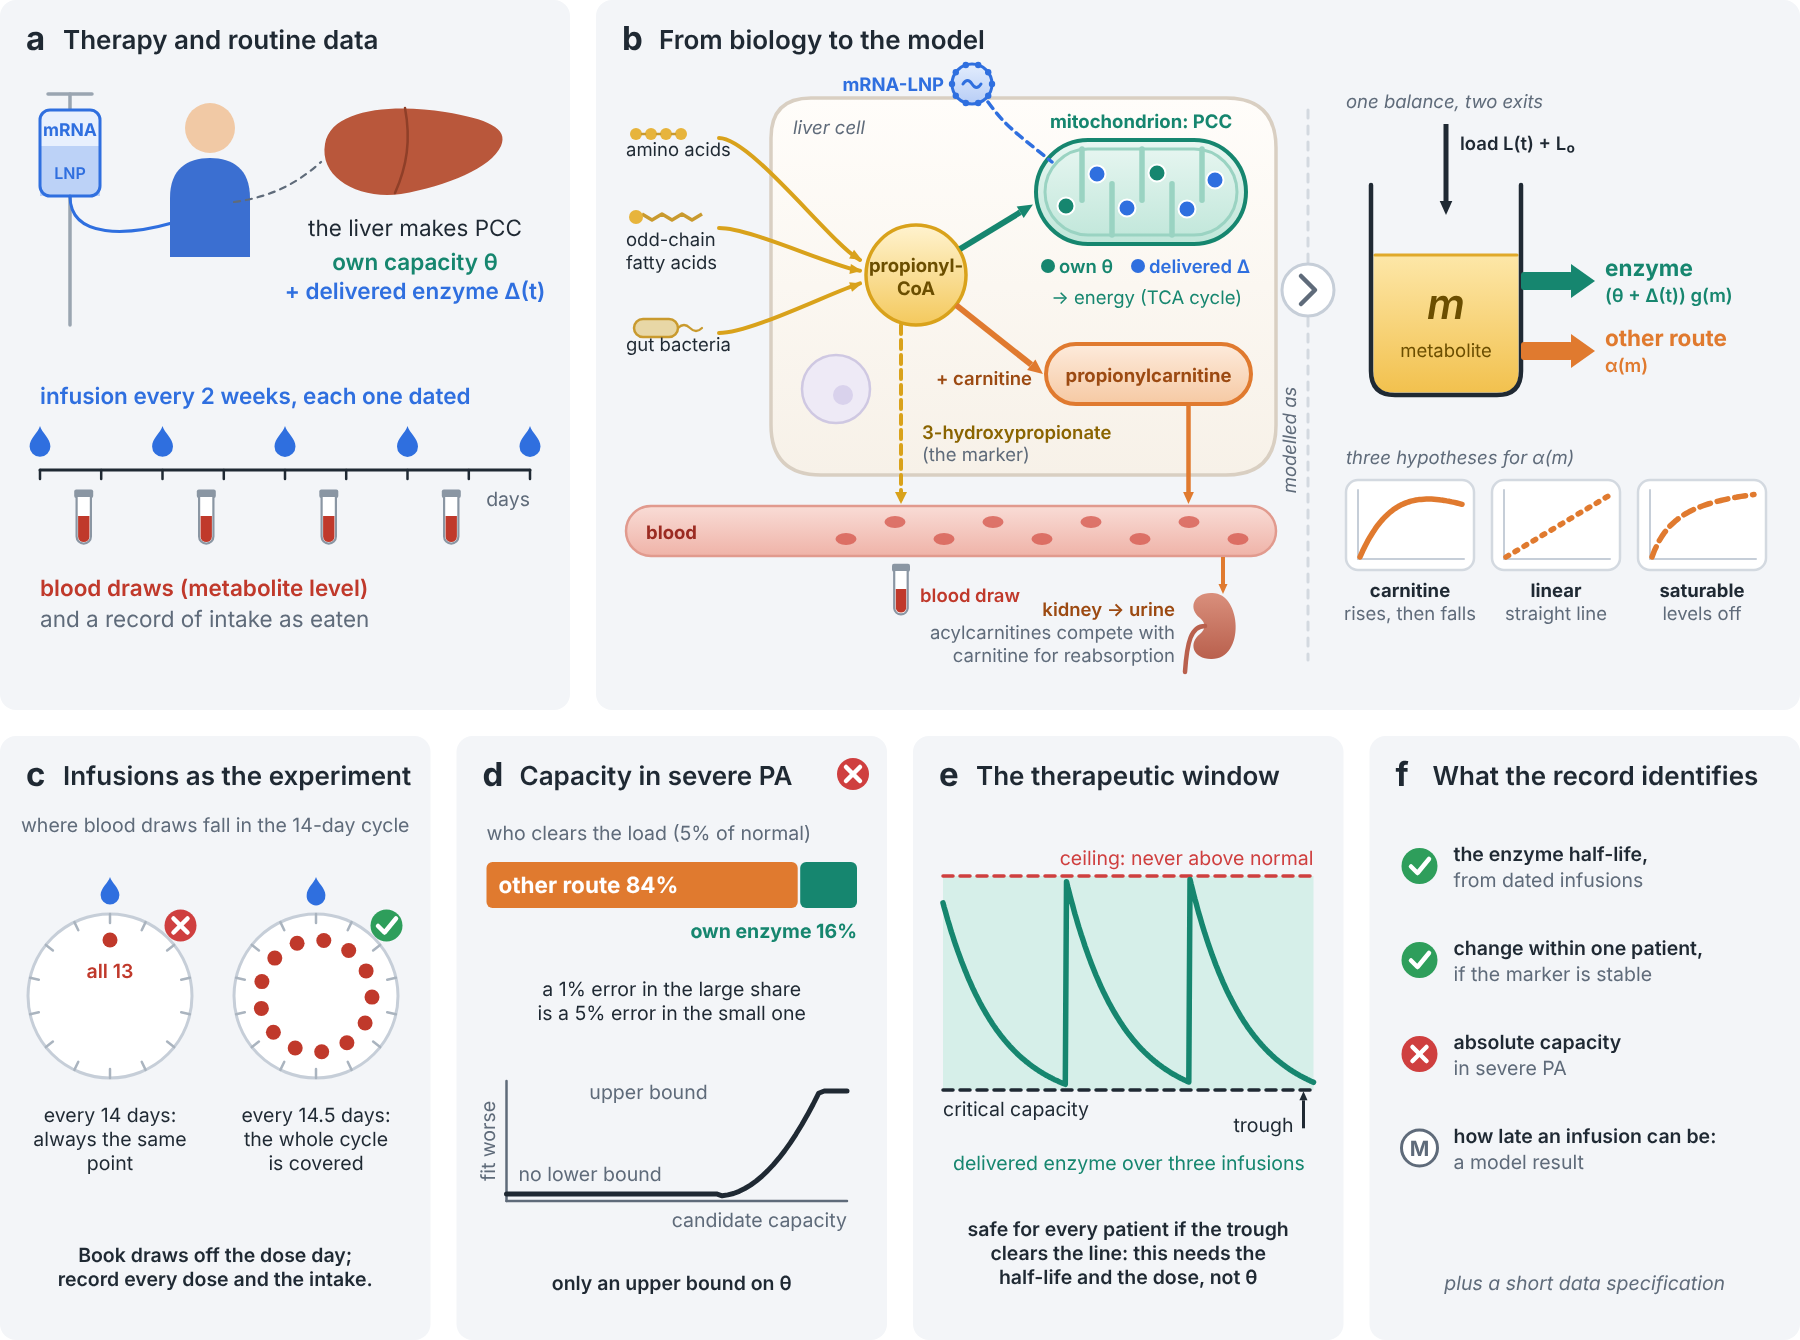 a Therapy and routine data
mRNA
LNP
the liver makes PCC
own capacity θ
+ delivered enzyme Δ(t)
infusion every 2 weeks, each one dated
days
blood draws (metabolite level)
and a record of intake as eaten
b From biology to the model
mRNA-LNP
liver cell
mitochondrion: PCC
amino acids
odd-chain
fatty acids
gut bacteria
propionyl-
CoA
own θ
delivered Δ
→ energy (TCA cycle)
+ carnitine
propionylcarnitine
3-hydroxypropionate
(the marker)
blood
blood draw
kidney → urine
acylcarnitines compete with
carnitine for reabsorption
modelled as
one balance, two exits
load L(t) + L₀
m
metabolite
enzyme
(θ + Δ(t)) g(m)
other route
α(m)
three hypotheses for α(m)
carnitine
rises, then falls
linear
straight line
saturable
levels off
c Infusions as the experiment
where blood draws fall in the 14-day cycle
all 13
every 14 days:
always the same
point
every 14.5 days:
the whole cycle
is covered
Book draws off the dose day;
record every dose and the intake.
d Capacity in severe PA
who clears the load (5% of normal)
other route 84%
own enzyme 16%
a 1% error in the large share
is a 5% error in the small one
upper bound
no lower bound
fit worse
candidate capacity
only an upper bound on θ
e The therapeutic window
ceiling: never above normal
critical capacity
trough
delivered enzyme over three infusions
safe for every patient if the trough
clears the line: this needs the
half-life and the dose, not θ
f What the record identifies
the enzyme half-life,
from dated infusions
change within one patient,
if the marker is stable
absolute capacity
in severe PA
M
how late an infusion can be:
a model result
plus a short data specification